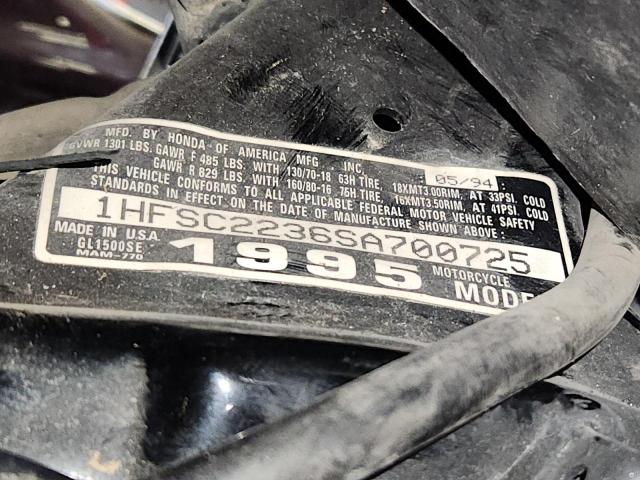 MFD. BY HONDA OF AMERICA MFG. INC. 05/94
GVWR 1301 LBS. GAWR F 485 LBS. WITH 130/70-18 63H TIRE 18XMT3.00RIM, AT 33PSI. COLD
GAWR R 829 LBS. WITH 160/80-16 76H TIRE 16XMT3.50RIM, AT 41PSI. COLD
THIS VEHICLE CONFORMS TO ALL APPLICABLE FEDERAL MOTOR VEHICLE SAFETY
STANDARDS IN EFFECT ON THE DATE OF MANUFACTURE SHOWN ABOVE:
1HFSC2236SA700725
MADE IN U.S.A. MOTORCYCLE
GL1500SE 1995 MODE
MAM-770